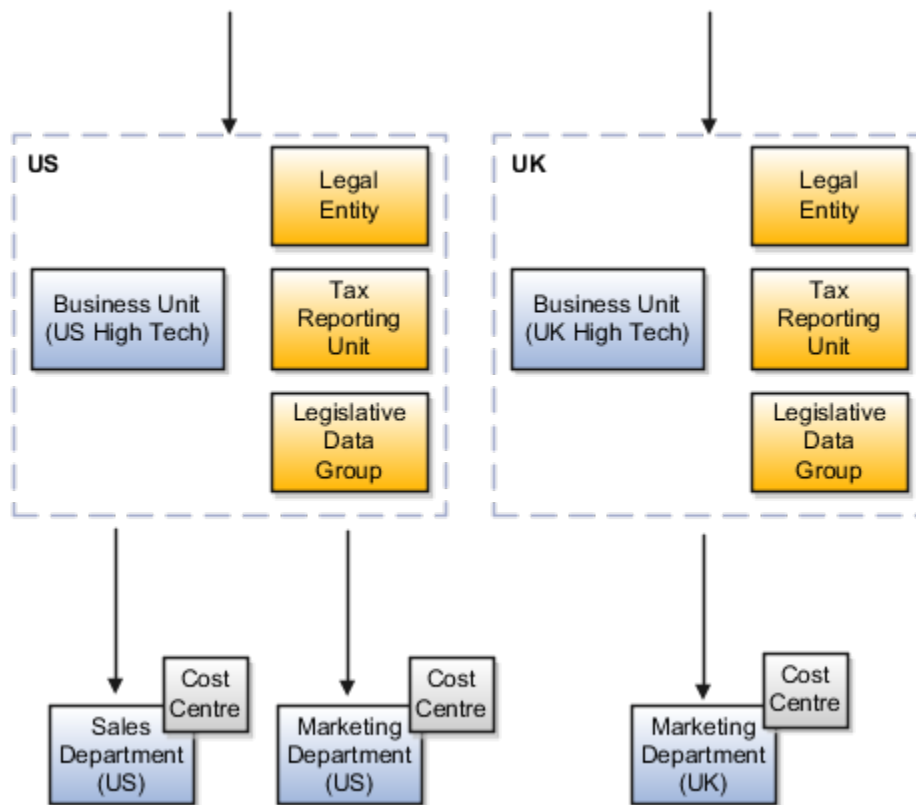 US
Legal
Entity
Business Unit
(US High Tech)
Tax
Reporting
Unit
Legislative
Data
Group
UK
Legal
Entity
Business Unit
(UK High Tech)
Tax
Reporting
Unit
Legislative
Data
Group
Cost
Centre
Sales
Department
(US)
Cost
Centre
Marketing
Department
(US)
Cost
Centre
Marketing
Department
(UK)